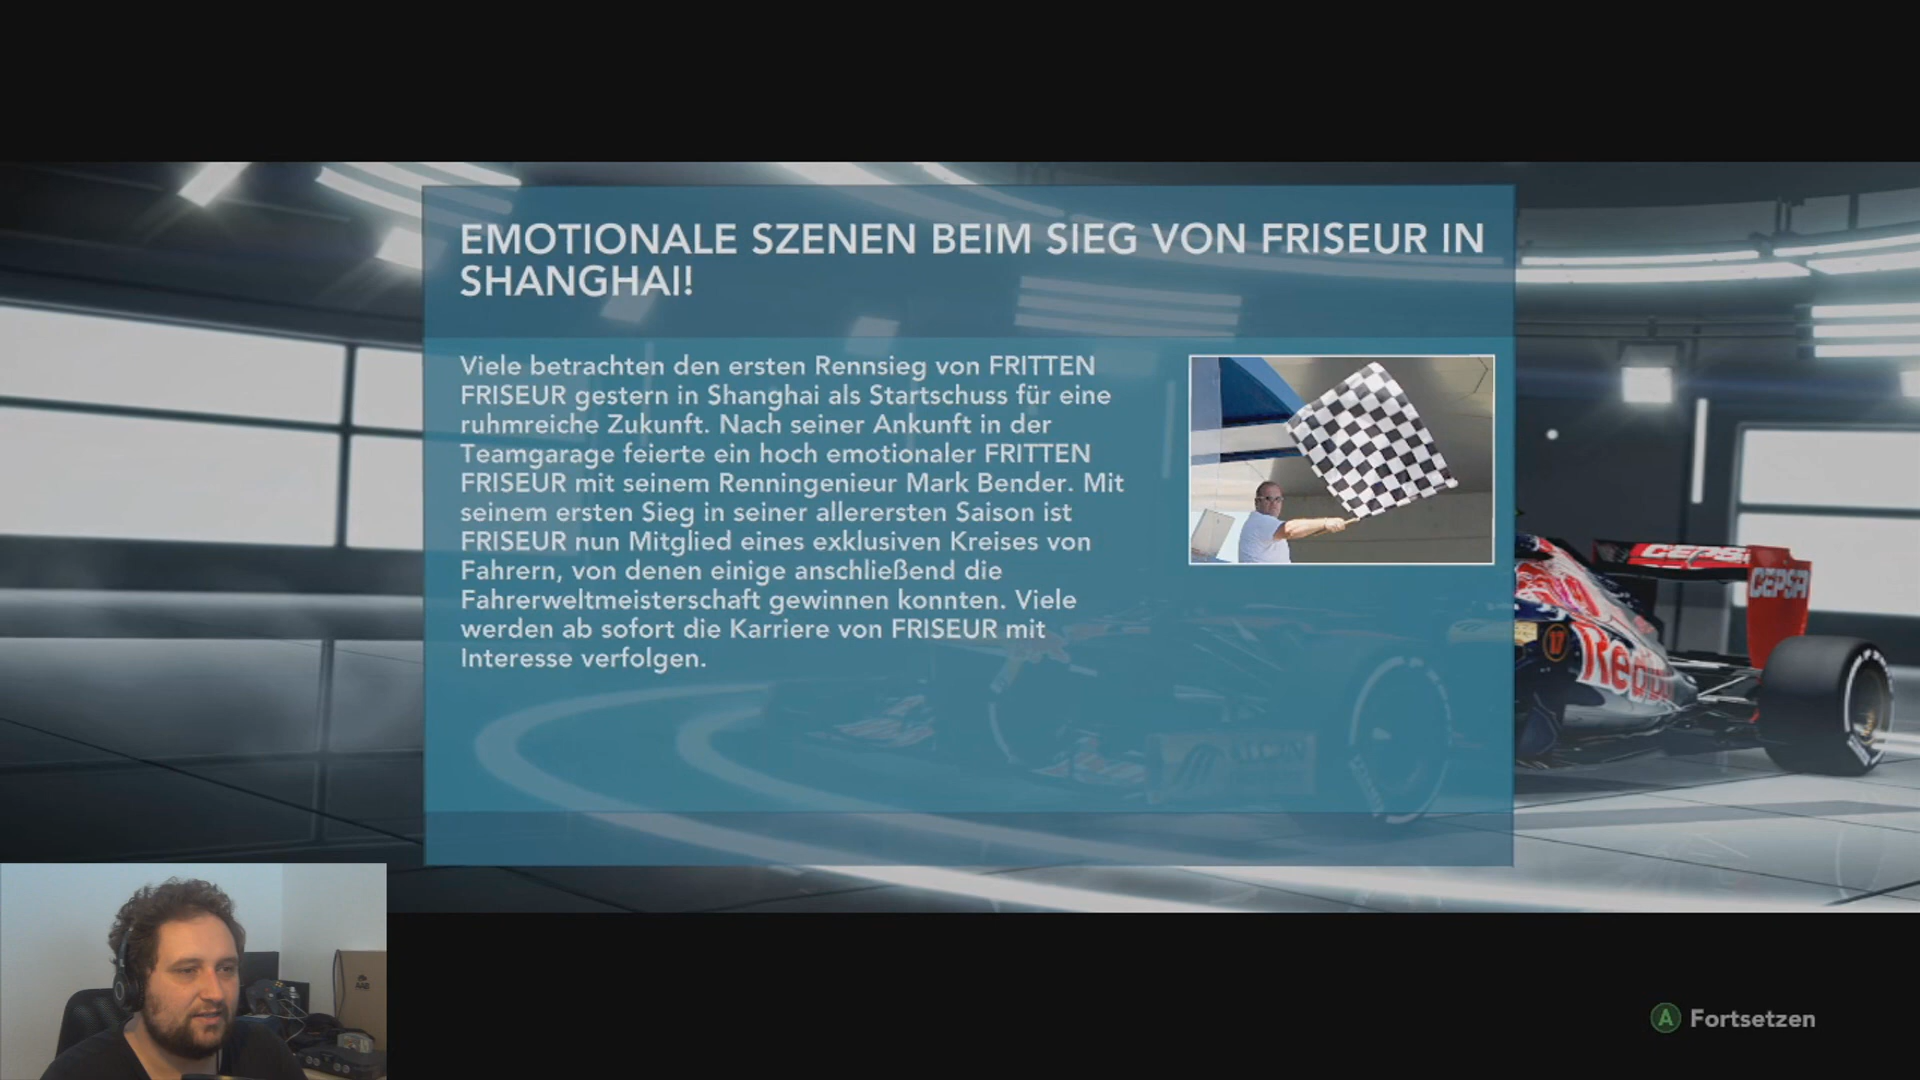 EMOTIONALE SZENEN BEIM SIEG VON FRISEUR IN
SHANGHAI!
Viele betrachten den ersten Rennsieg von FRITTEN
FRISEUR gestern in Shanghai als Startschuss für eine
ruhmreiche Zukunft. Nach seiner Ankunft in der
Teamgarage feierte ein hoch emotionaler FRITTEN
FRISEUR mit seinem Renningenieur Mark Bender. Mit
seinem ersten Sieg in seiner allerersten Saison ist
FRISEUR nun Mitglied eines exklusiven Kreises von
Fahrern, von denen einige anschließend die
Fahrerweltmeisterschaft gewinnen konnten. Viele
werden ab sofort die Karriere von FRISEUR mit
Interesse verfolgen.
CEPSA
CEPSA
17
A Fortsetzen